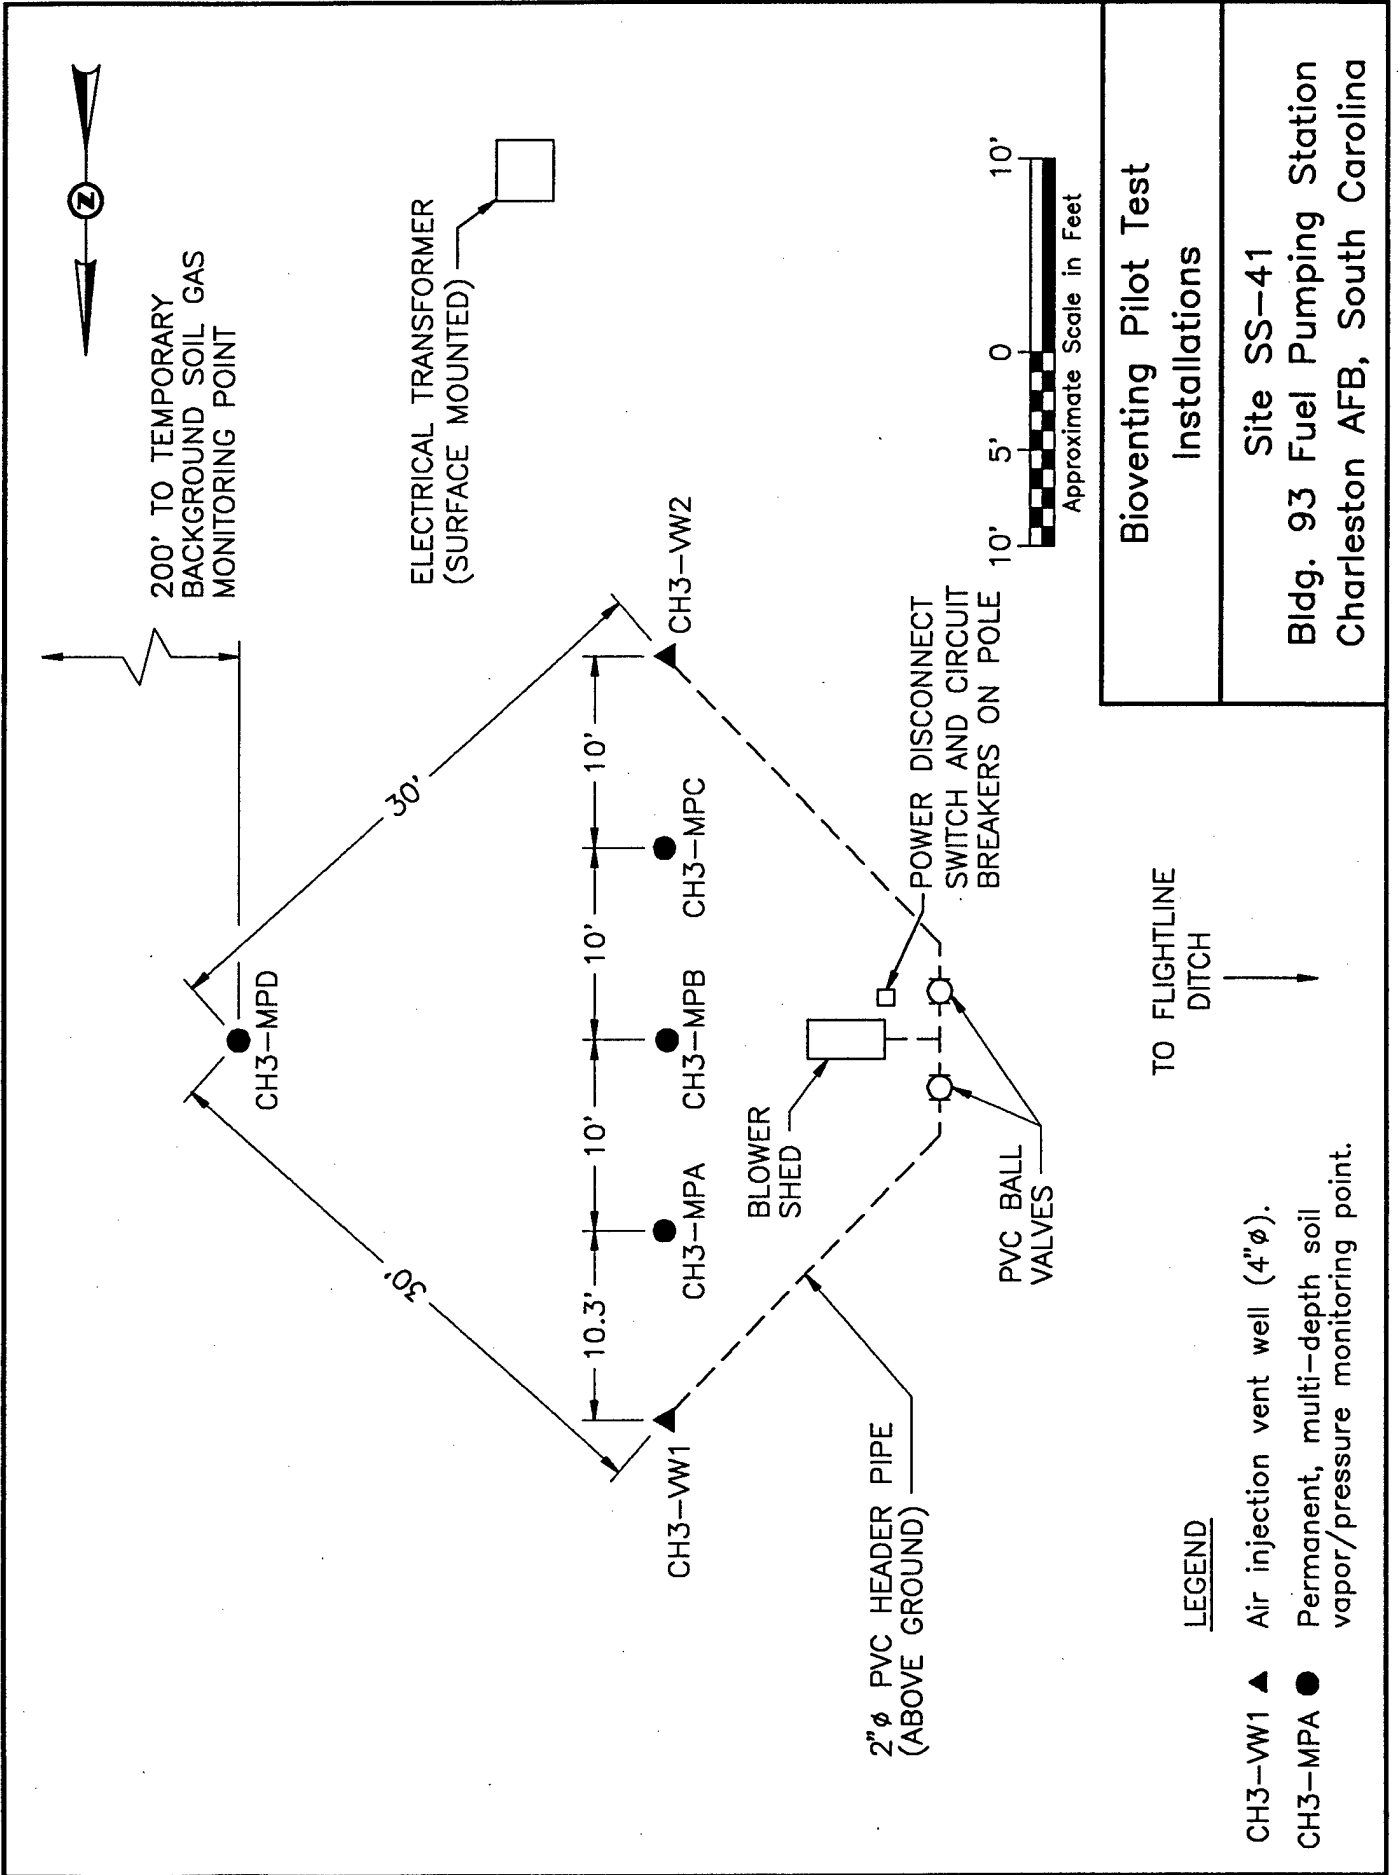 N
200' TO TEMPORARY
BACKGROUND SOIL GAS
MONITORING POINT
ELECTRICAL TRANSFORMER
(SURFACE MOUNTED)
CH3-MPD
30'
30'
10.3'
10'
10'
10'
CH3-VW1
CH3-MPA
CH3-MPB
CH3-MPC
CH3-VW2
BLOWER
SHED
POWER DISCONNECT
SWITCH AND CIRCUIT
BREAKERS ON POLE
2"ø PVC HEADER PIPE
(ABOVE GROUND)
PVC BALL
VALVES
10' 5' 0 10'
Approximate Scale in Feet
TO FLIGHTLINE
DITCH
LEGEND
CH3-VW1 ▲ Air injection vent well (4"ø).
CH3-MPA ● Permanent, multi-depth soil
vapor/pressure monitoring point.
Bioventing Pilot Test
Installations
Site SS-41
Bldg. 93 Fuel Pumping Station
Charleston AFB, South Carolina